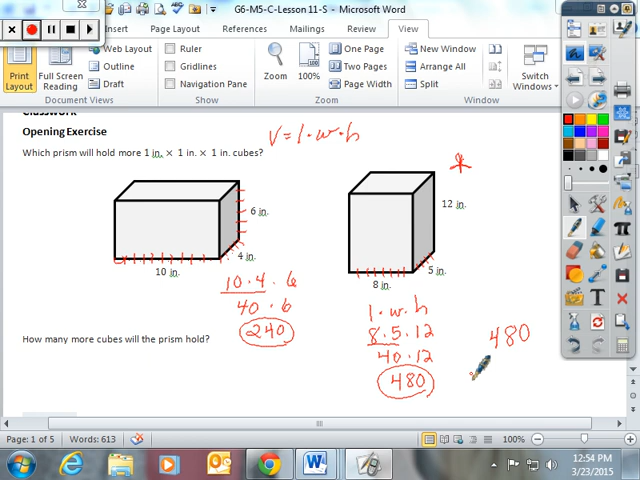 G6-M5-C-Lesson 11-S - Microsoft Word
Insert
Page Layout
References
Mailings
Review
View
Print Layout
Full Screen Reading
Web Layout
Outline
Draft
Document Views
Ruler
Gridlines
Navigation Pane
Show
Zoom
100%
One Page
Two Pages
Page Width
Zoom
New Window
Arrange All
Split
Switch Windows
Window
Classwork
Opening Exercise
V = l · w · h
Which prism will hold more 1 in. × 1 in. × 1 in. cubes?
6 in.
4 in.
10 in.
12 in.
5 in.
8 in.
10 · 4 · 6
40 · 6
240
l · w · h
8 · 5 · 12
40 · 12
480
480
How many more cubes will the prism hold?
Page: 1 of 5
Words: 613
100%
12:54 PM
3/23/2015